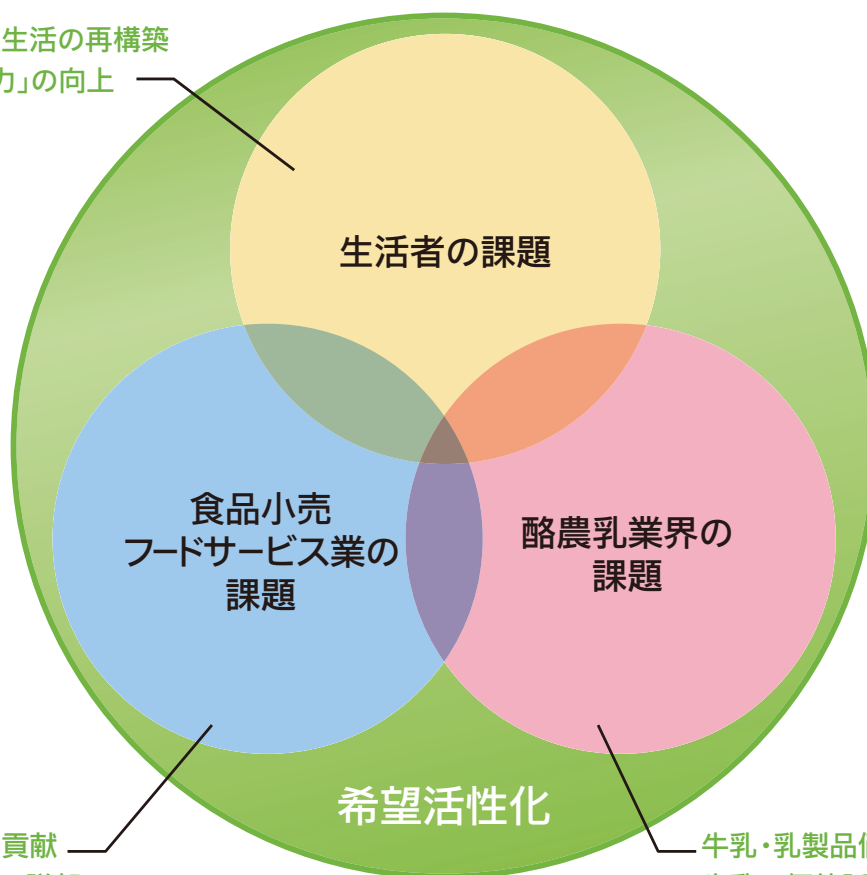 生活の再構築
力」の向上
生活者の課題
食品小売
フードサービス業の
課題
酪農乳業界の
課題
希望活性化
貢献
牛乳・乳製品価